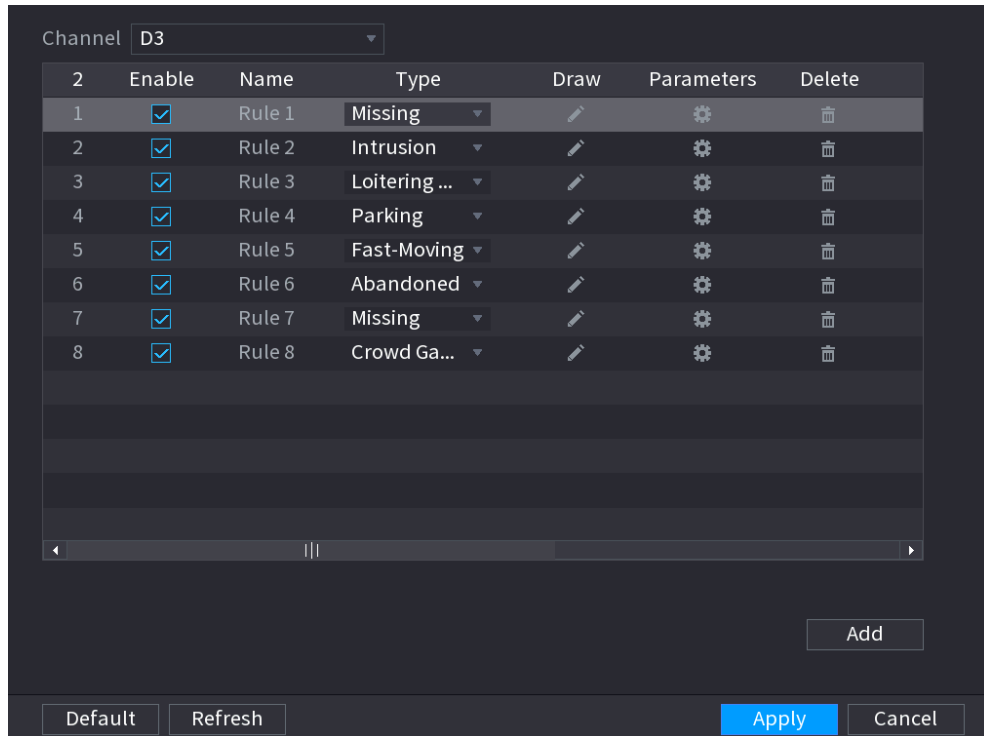 Channel D3
2 Enable Name Type Draw Parameters Delete
1 Rule 1 Missing
2 Rule 2 Intrusion
3 Rule 3 Loitering ...
4 Rule 4 Parking
5 Rule 5 Fast-Moving
6 Rule 6 Abandoned
7 Rule 7 Missing
8 Rule 8 Crowd Ga...
Add
Default Refresh Apply Cancel